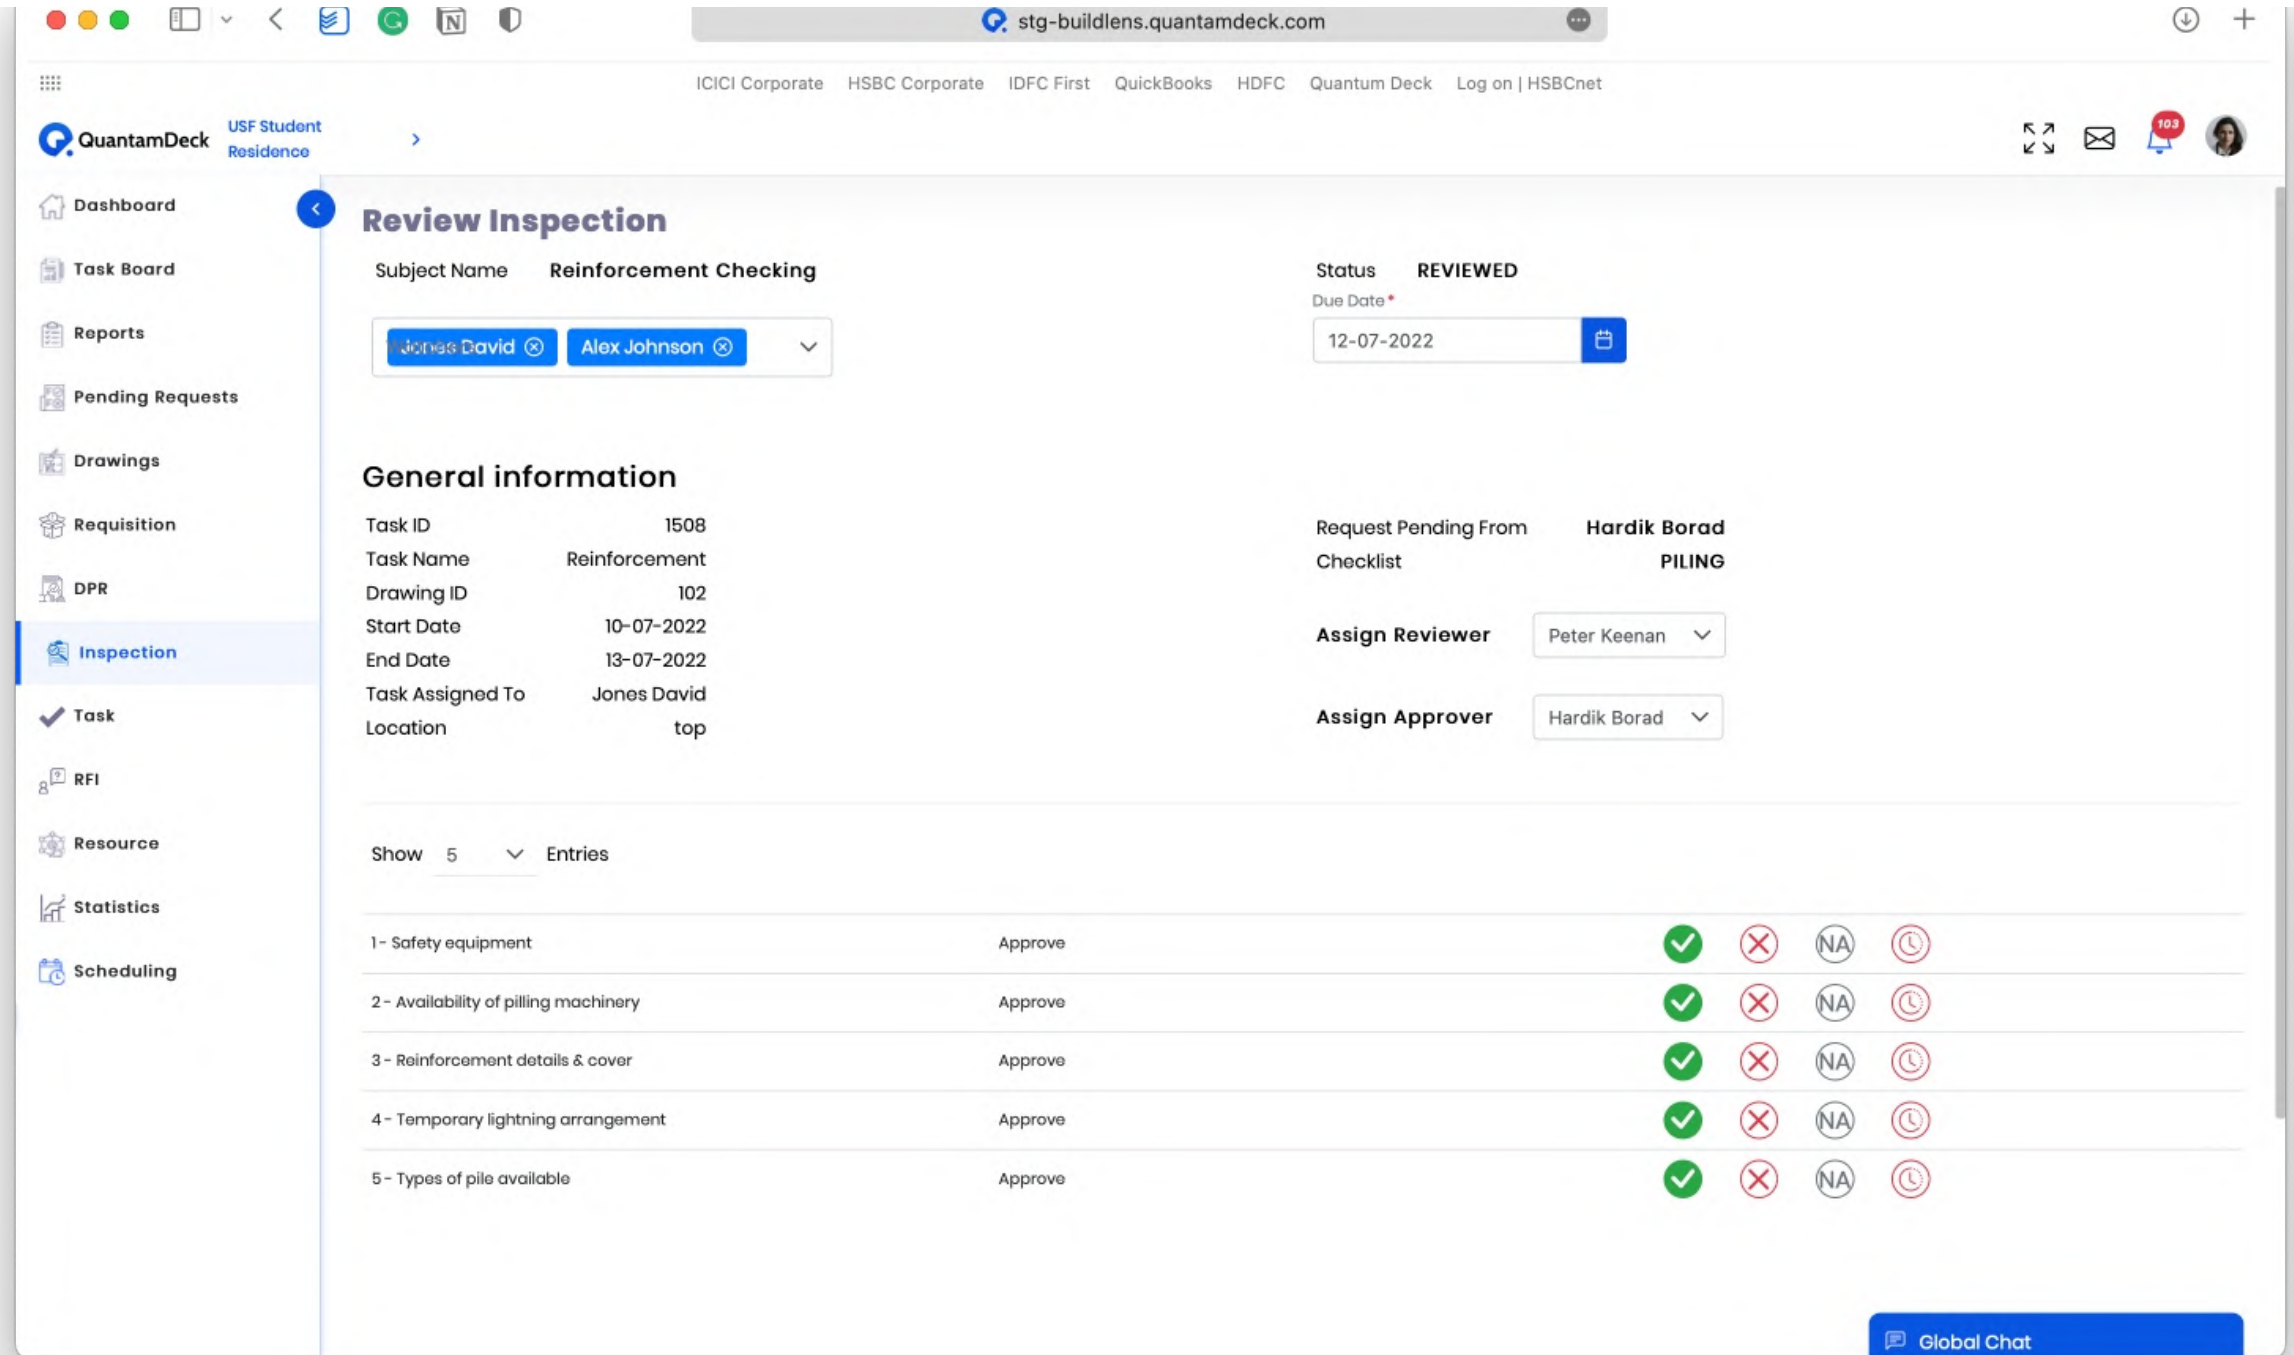 stg-buildlens.quantamdeck.com
ICICI Corporate HSBC Corporate IDFC First QuickBooks HDFC Quantum Deck Log on | HSBCnet
QuantamDeck
USF Student
Residence
103
Dashboard
Task Board
Reports
Pending Requests
Drawings
Requisition
DPR
Inspection
Task
RFI
Resource
Statistics
Scheduling
Review Inspection
Subject Name Reinforcement Checking
Status REVIEWED
Due Date *
Jones David Alex Johnson
12-07-2022
General information
Task ID 1508
Task Name Reinforcement
Drawing ID 102
Start Date 10-07-2022
End Date 13-07-2022
Task Assigned To Jones David
Location top
Request Pending From Hardik Borad
Checklist PILING
Assign Reviewer Peter Keenan
Assign Approver Hardik Borad
Show 5 Entries
1 - Safety equipment Approve NA
2 - Availability of pilling machinery Approve NA
3 - Reinforcement details & cover Approve NA
4 - Temporary lightning arrangement Approve NA
5 - Types of pile available Approve NA
Global Chat